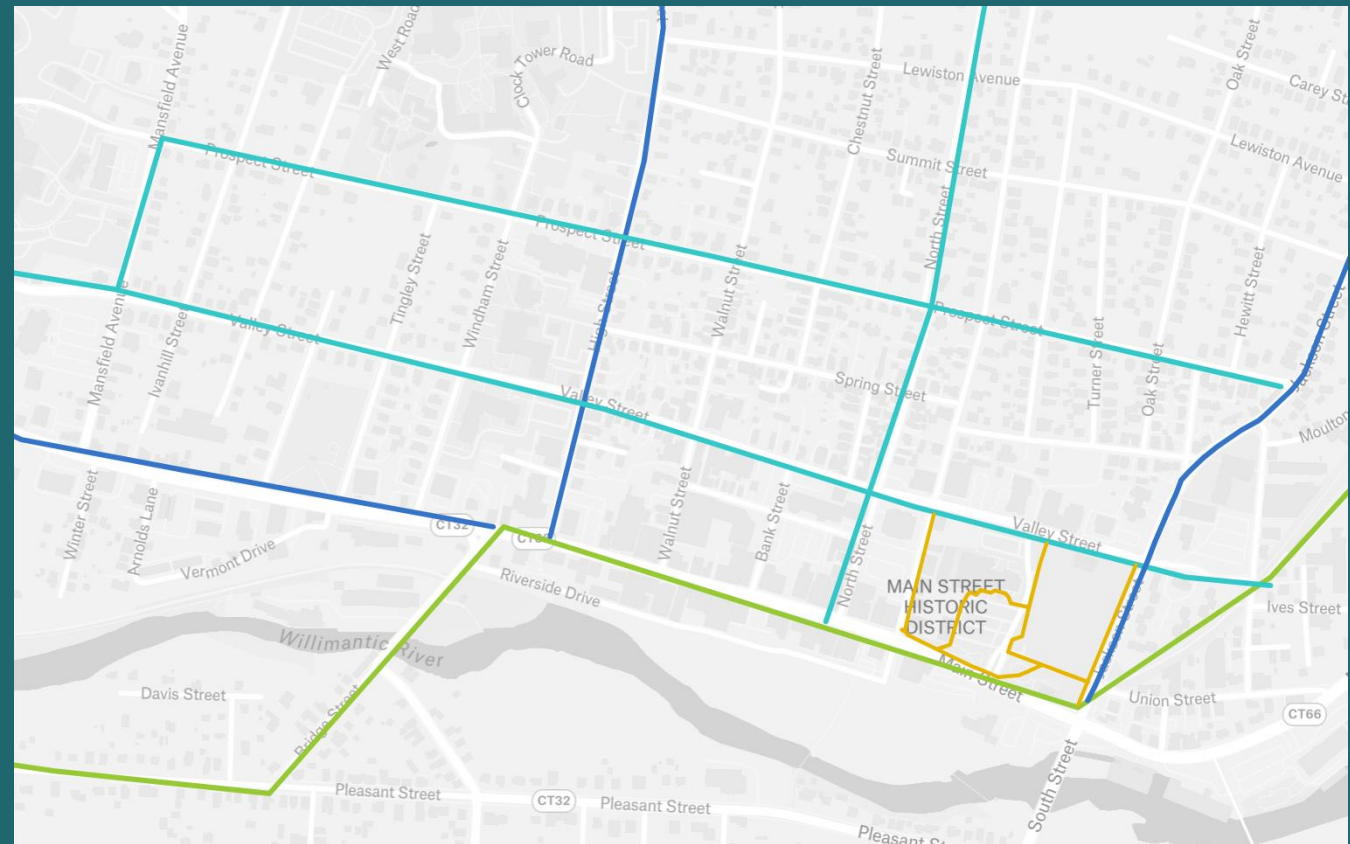 West Road
Clock Tower Road
Mansfield Avenue
Lewiston Avenue
Oak Street
Carey St
Chestnut Street
Summit Street
Lewiston Avenue
Prospect Street
North Street
Prospect Street
Tingley Street
Windham Street
High Street
Walnut Street
Hewitt Street
Jackson Street
Mansfield Avenue
Ivanhill Street
Valley Street
Prospect Street
Turner Street
Oak Street
Spring Street
Valley Street
Moulton
Winter Street
Arnolds Lane
CT32
Walnut Street
Bank Street
Valley Street
Vermont Drive
Riverside Drive
North Street
MAIN STREET
HISTORIC
DISTRICT
Jackson Street
Ives Street
Willimantic River
Main Street
Davis Street
Union Street
CT66
Bridge Street
South Street
Pleasant Street
CT32
Pleasant Street
Pleasant St